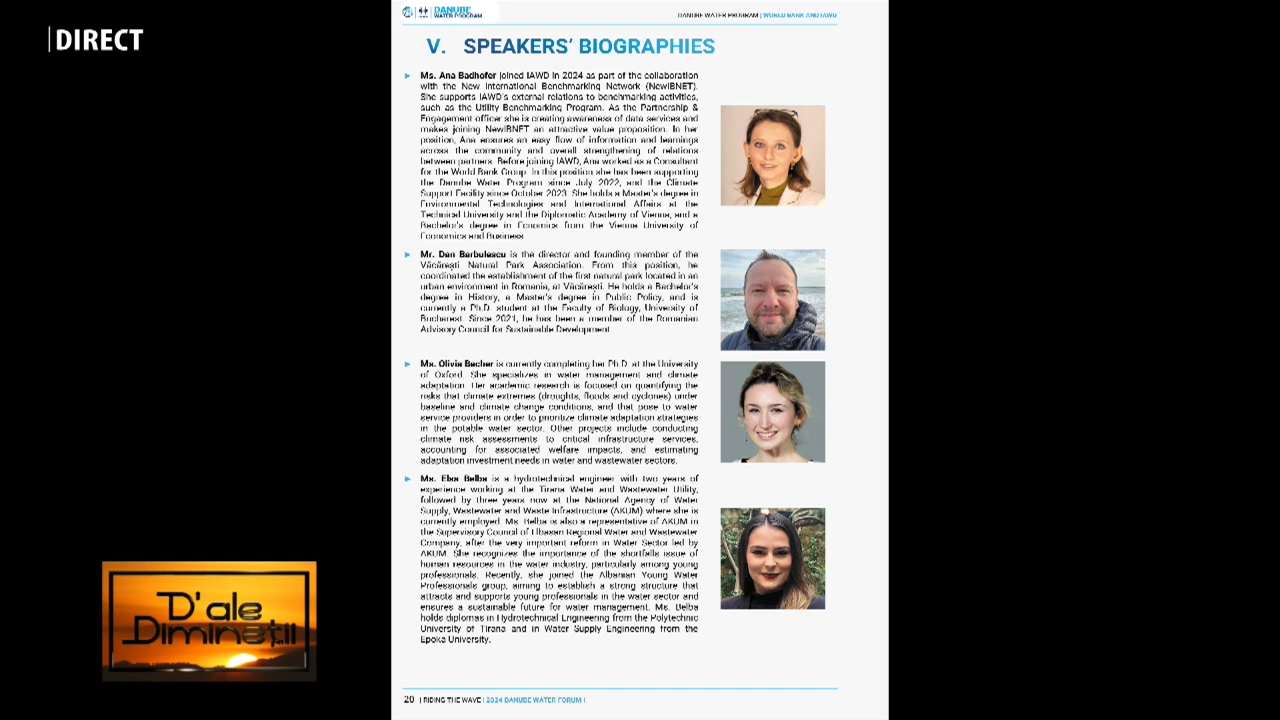 DIRECT
DANUBE
WATER PROGRAM
DANUBE WATER PROGRAM | WORLD BANK AND IAWD
V. SPEAKERS' BIOGRAPHIES
Ms. Ana Badhofer joined IAWD in 2024 as part of the collaboration
with the New International Benchmarking Network (NewIBNET).
She supports IAWD's external relations to benchmarking activities,
such as the Utility Benchmarking Program. As the Partnership &
Engagement officer she is creating awareness of data services and
makes joining NewIBNET an attractive value proposition. In her
position, Ana ensures an easy flow of information and learnings
across the community and overall strengthening of relations
between partners. Before joining IAWD, Ana worked as a Consultant
for the World Bank Group. In this position she has been supporting
the Danube Water Program since July 2022, and the Climate
Support Facility since October 2023. She holds a Master's degree in
Environmental Technologies and International Affairs at the
Technical University and the Diplomatic Academy of Vienna, and a
Bachelor's degree in Ecnomics from the Vienna University of
Economics and Business.
Mr. Dan Barbulescu is the director and founding member of the
Văcărești Natural Park Association. From this position, he
coordinated the establishment of the first natural park located in an
urban environment in Romania, at Văcărești. He holds a Bachelor's
degree in History, a Master's degree in Public Policy, and is
currently a Ph.D. student at the Faculty of Biology, University of
Bucharest. Since 2021, he has been a member of the Romanian
Advisory Council for Sustainable Development.
Ms. Olivia Becher is currently completing her Ph.D. at the University
of Oxford. She specializes in water management and climate
adaptation. Her academic research is focused on quantifying the
risks that climate extremes (droughts, floods and cyclones) under
baseline and climate change conditions, and that pose to water
service providers in order to prioritize climate adaptation strategies
in the potable water sector. Other projects include conducting
climate risk assessments to critical infrastructure services,
accounting for associated welfare impacts, and estimating
adaptation investment needs in water and wastewater sectors.
Ms. Elsa Belba is a hydrotechnical engineer with two years of
experience working at the Tirana Water and Wastewater Utility,
followed by three years now at the National Agency of Water
Supply, Wastewater and Waste Infrastructure (AKUM) where she is
currently employed. Ms. Belba is also a representative of AKUM in
the Supervisory Council of Elbasan Regional Water and Wastewater
Company, after the very important reform in Water Sector led by
AKUM. She recognizes the importance of the shortfalls issue of
human resources in the water industry, particularly among young
professionals. Recently, she joined the Albanian Young Water
Professionals group, aiming to establish a strong structure that
attracts and supports young professionals in the water sector and
ensures a sustainable future for water management. Ms. Belba
holds diplomas in Hydrotechnical Engineering from the Polytechnic
University of Tirana and in Water Supply Engineering from the
Epoka University.
D'ale
Dimineții
20 | RIDING THE WAVE | 2024 DANUBE WATER FORUM |